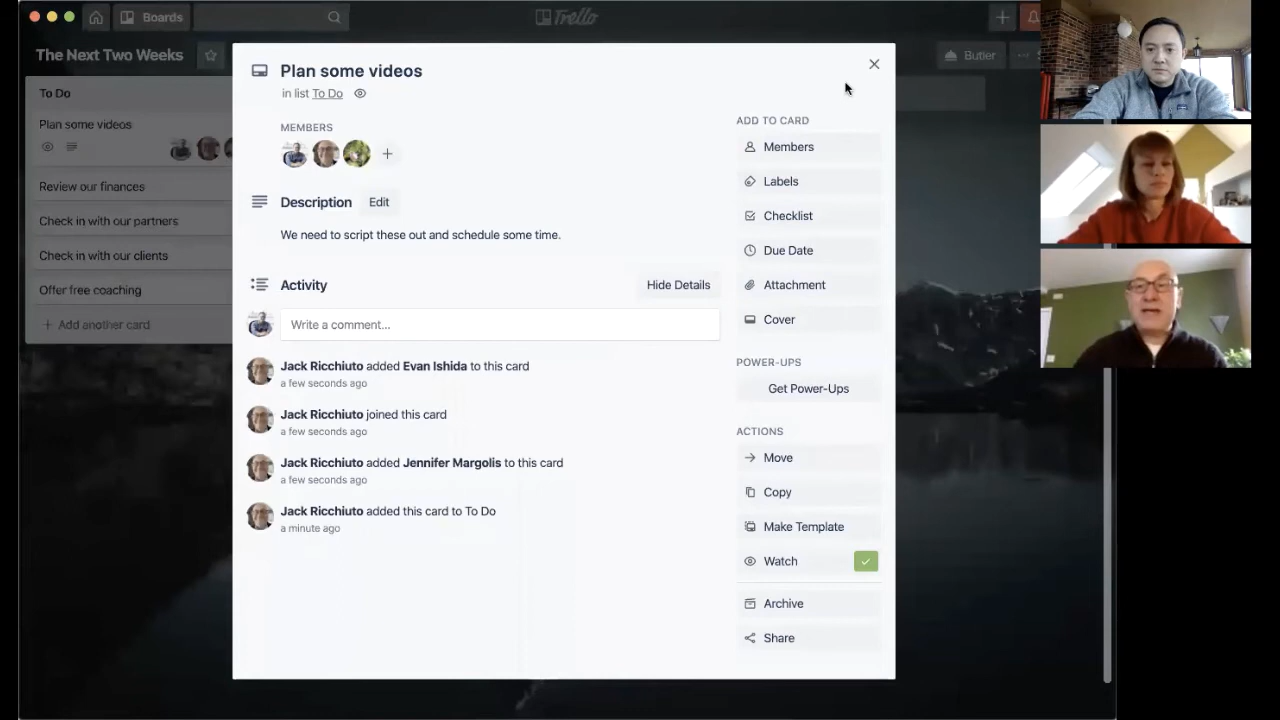 Boards
Trello
The Next Two Weeks
Butler
To Do
Plan some videos
Review our finances
Check in with our partners
Check in with our clients
Offer free coaching
+ Add another card
Plan some videos
in list To Do
MEMBERS
Description
Edit
We need to script these out and schedule some time.
Activity
Hide Details
Write a comment...
Jack Ricchiuto added Evan Ishida to this card
a few seconds ago
Jack Ricchiuto joined this card
a few seconds ago
Jack Ricchiuto added Jennifer Margolis to this card
a few seconds ago
Jack Ricchiuto added this card to To Do
a minute ago
ADD TO CARD
Members
Labels
Checklist
Due Date
Attachment
Cover
POWER-UPS
Get Power-Ups
ACTIONS
Move
Copy
Make Template
Watch
Archive
Share